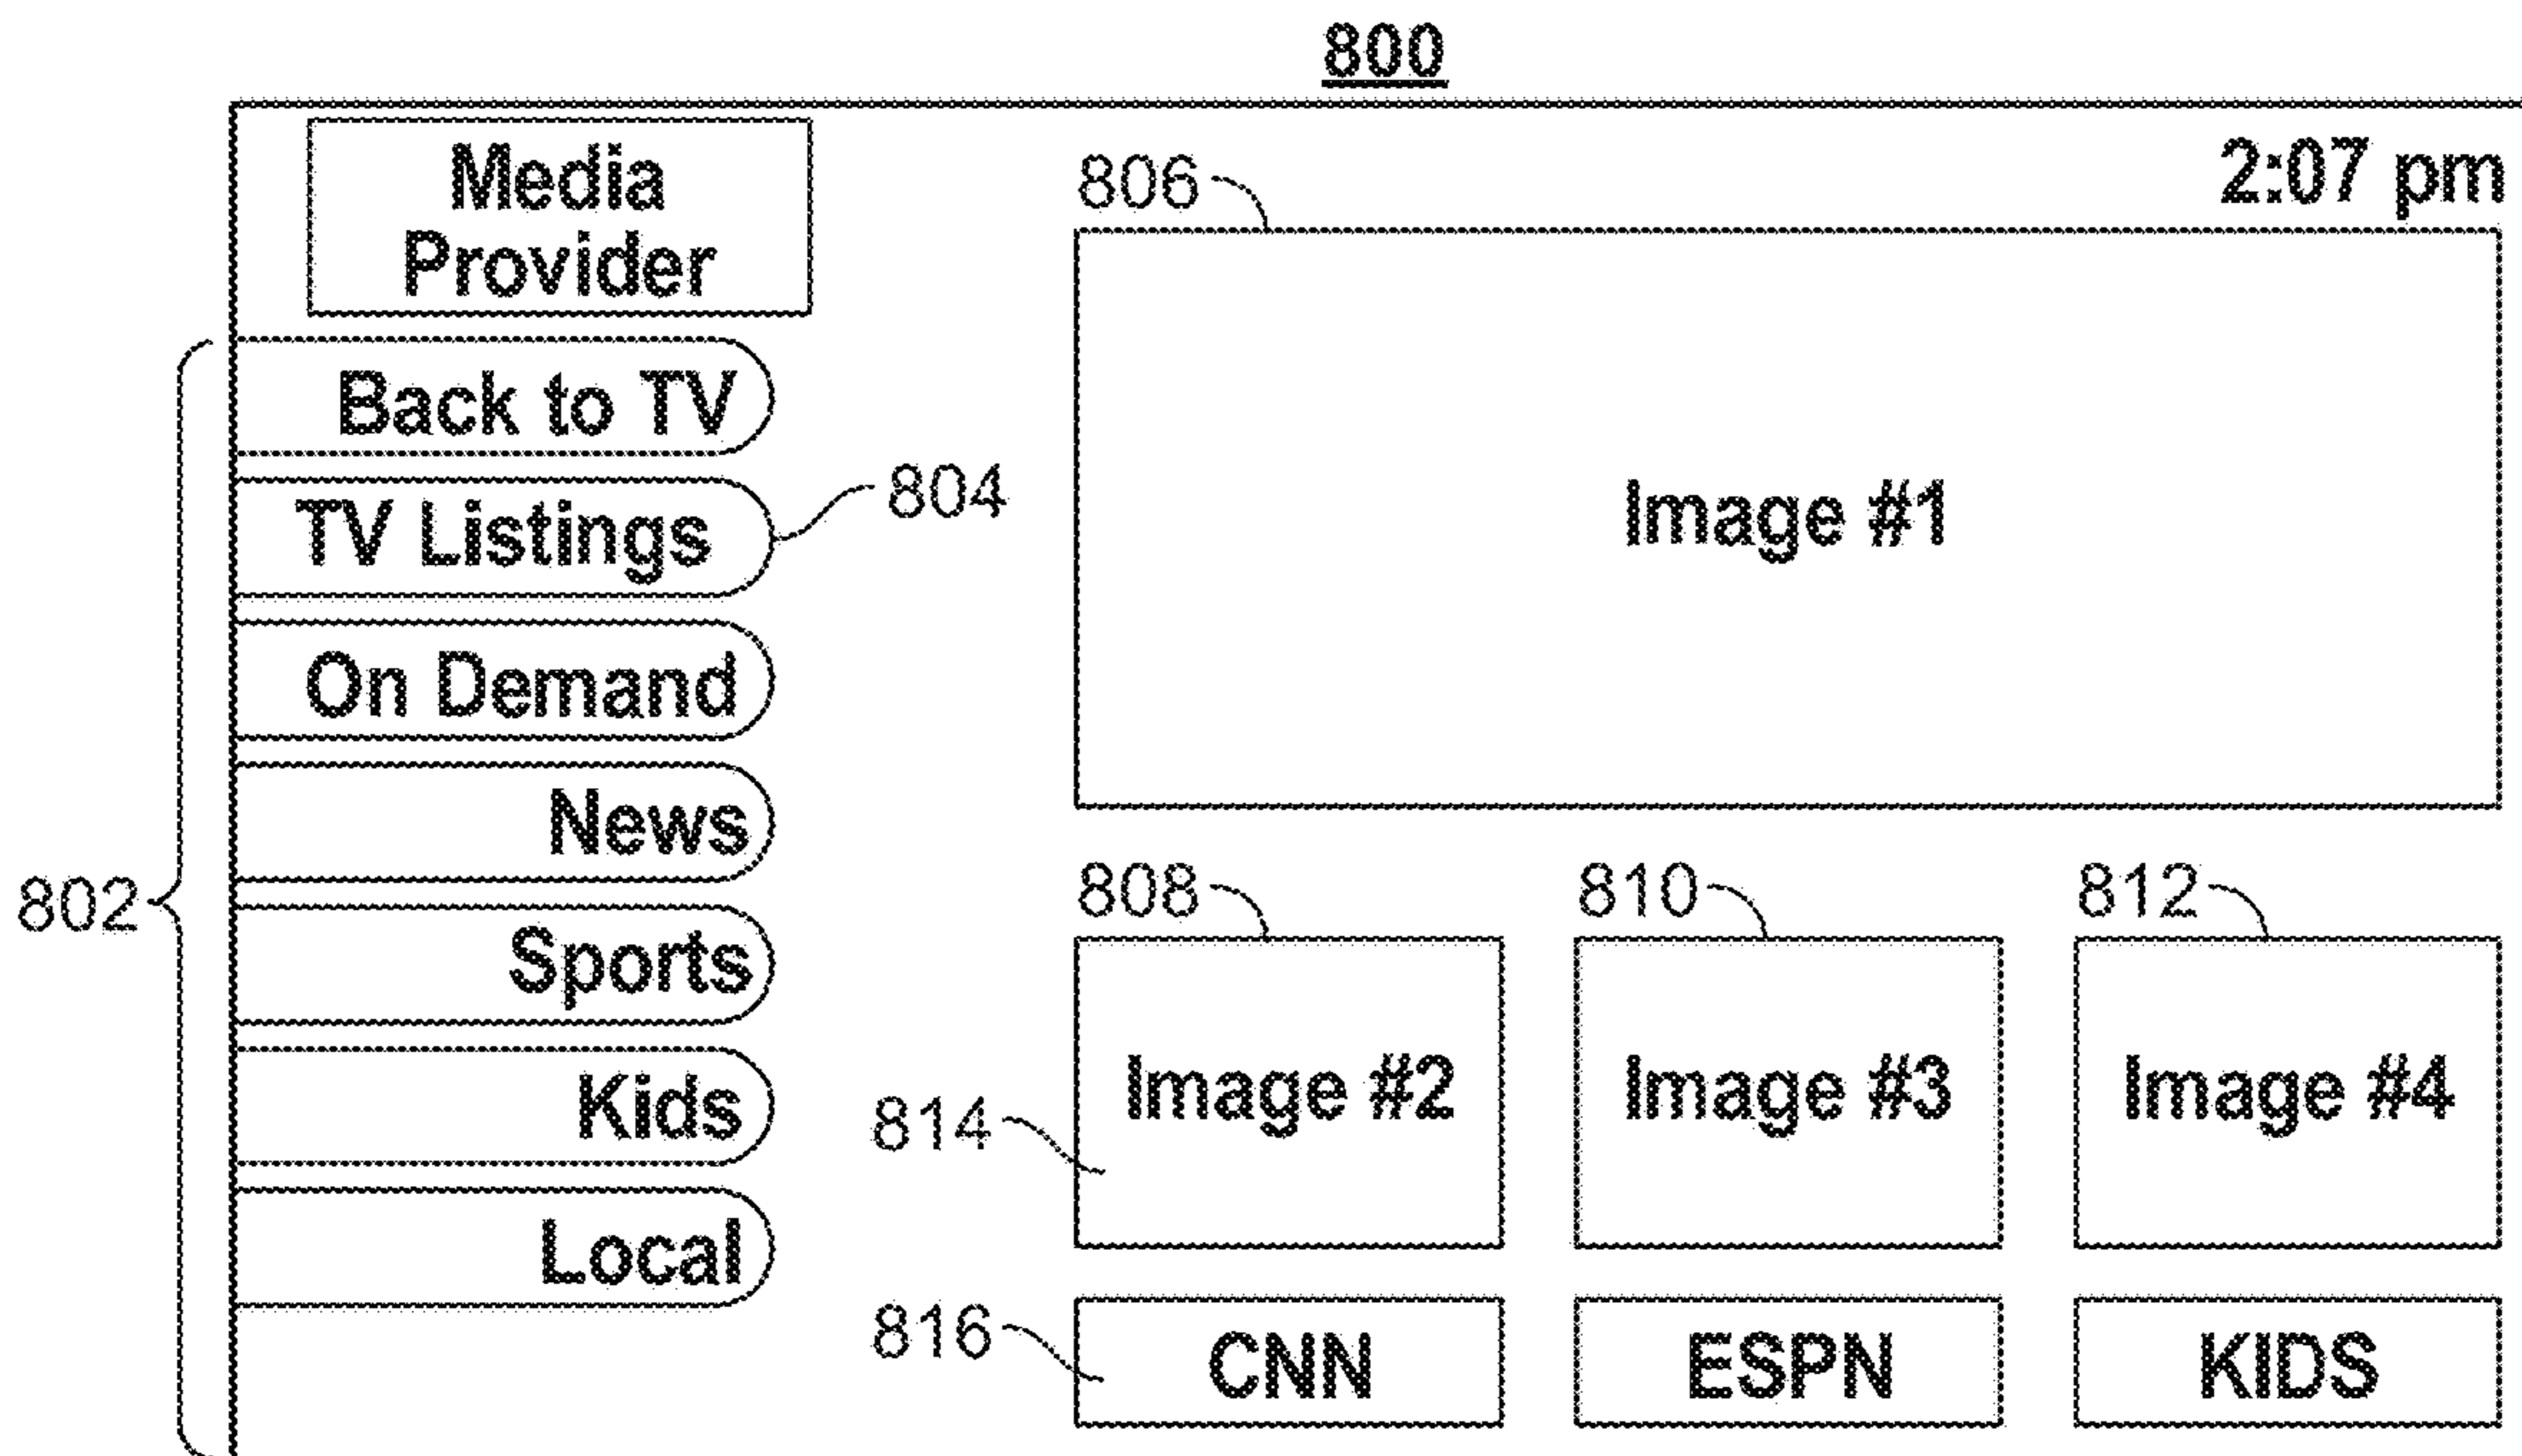 800
Media
Provider
2:07 pm
806
Back to TV
TV Listings
804
Image #1
On Demand
News
802
808
810
812
Sports
Image #2
Image #3
Image #4
Kids
814
Local
816
CNN
ESPN
KIDS